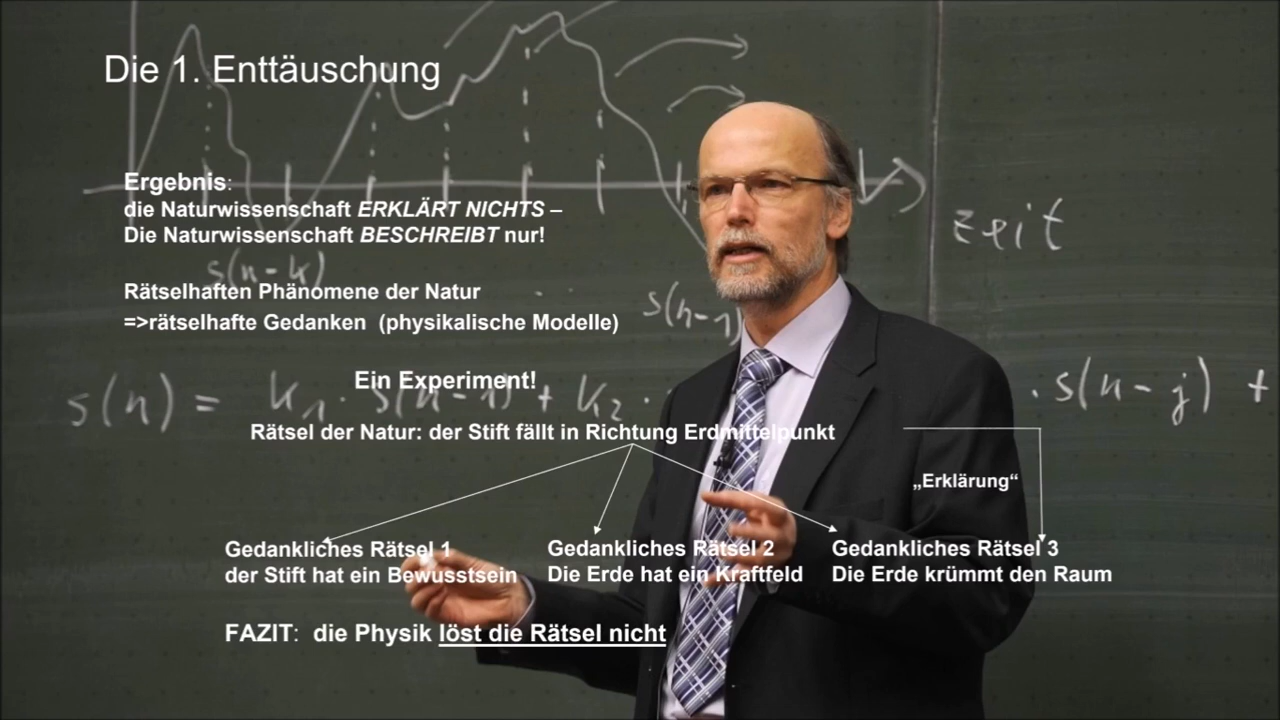 Die 1. Enttäuschung
Ergebnis:
die Naturwissenschaft ERKLÄRT NICHTS –
Die Naturwissenschaft BESCHREIBT nur!
s(n-k)
Rätselhaften Phänomene der Natur
=>rätselhafte Gedanken (physikalische Modelle)
zeit
s(n-1)
Ein Experiment!
s(n) = K1 · s(n-1) + K2 · · s(n-j) +
Rätsel der Natur: der Stift fällt in Richtung Erdmittelpunkt
„Erklärung“
Gedankliches Rätsel 1
der Stift hat ein Bewusstsein
Gedankliches Rätsel 2
Die Erde hat ein Kraftfeld
Gedankliches Rätsel 3
Die Erde krümmt den Raum
FAZIT: die Physik löst die Rätsel nicht